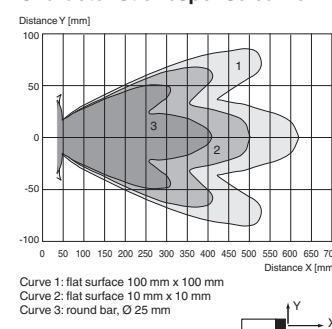 Distance Y [mm]
100
50
0
-50
-100
1
2
3
0 50 100 150 200 250 300 350 400 450 500 550 600 650
Distance X [mm]
Curve 1: flat surface 100 mm x 100 mm
Curve 2: flat surface 10 mm x 10 mm
Curve 3: round bar, Ø 25 mm
Y
X